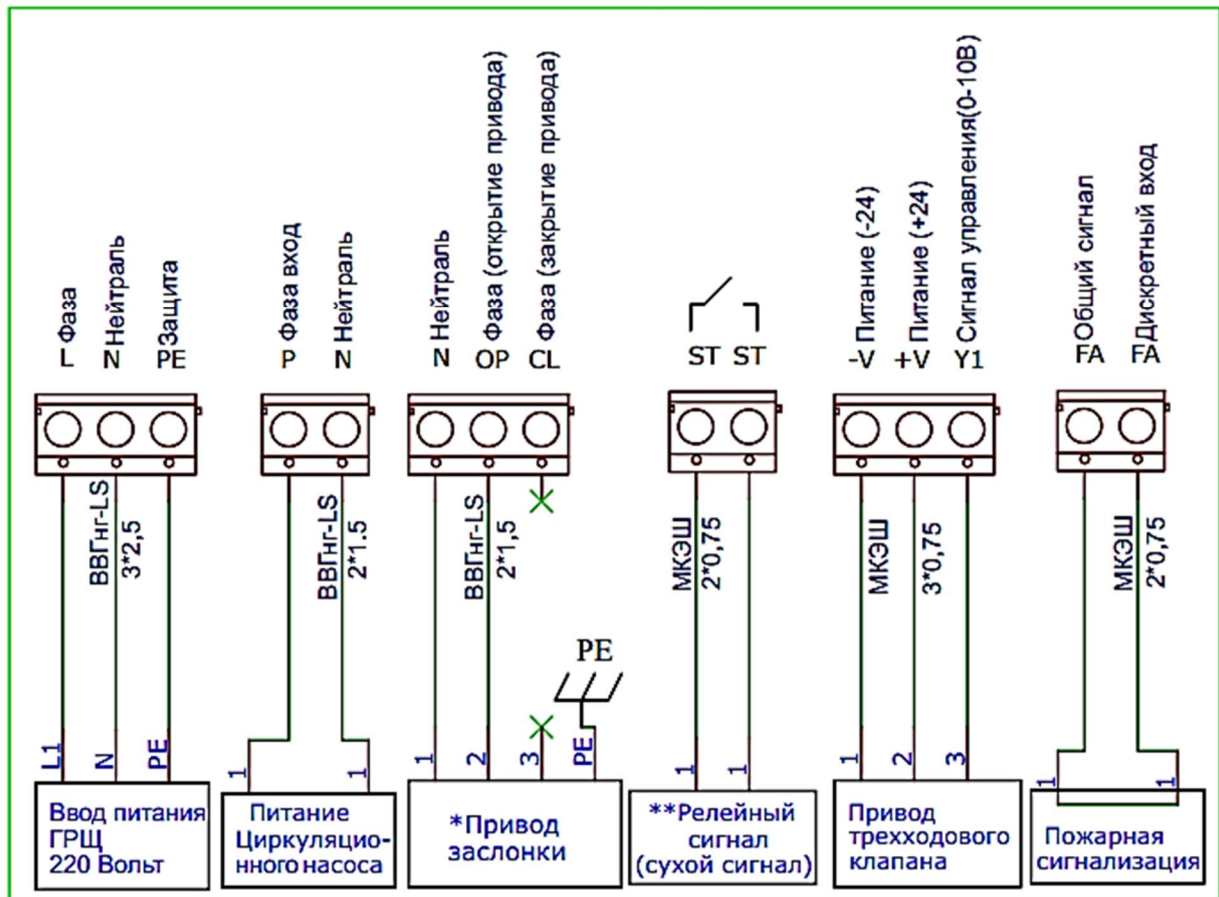 Фаза
Нейтраль
Защита
L N PE
Фаза вход
Нейтраль
P N
Нейтраль
Фаза (открытие привода)
Фаза (закрытие привода)
N OP CL
ST ST
Питание (-24)
Питание (+24)
Сигнал управления(0-10В)
-V +V Y1
Общий сигнал
Дискретный вход
FA FA
ВВГнг-LS
3*2,5
ВВГнг-LS
2*1.5
ВВГнг-LS
2*1,5
МКЭШ
2*0,75
МКЭШ
3*0,75
МКЭШ
2*0,75
PE
L1 N PE
1 1
1 2 3 PE
1 1
1 2 3
1 1
Ввод питания
ГРЩ
220 Вольт
Питание
Циркуляцио-
нного насоса
*Привод
заслонки
**Релейный
сигнал
(сухой сигнал)
Привод
трехходового
клапана
Пожарная
сигнализация